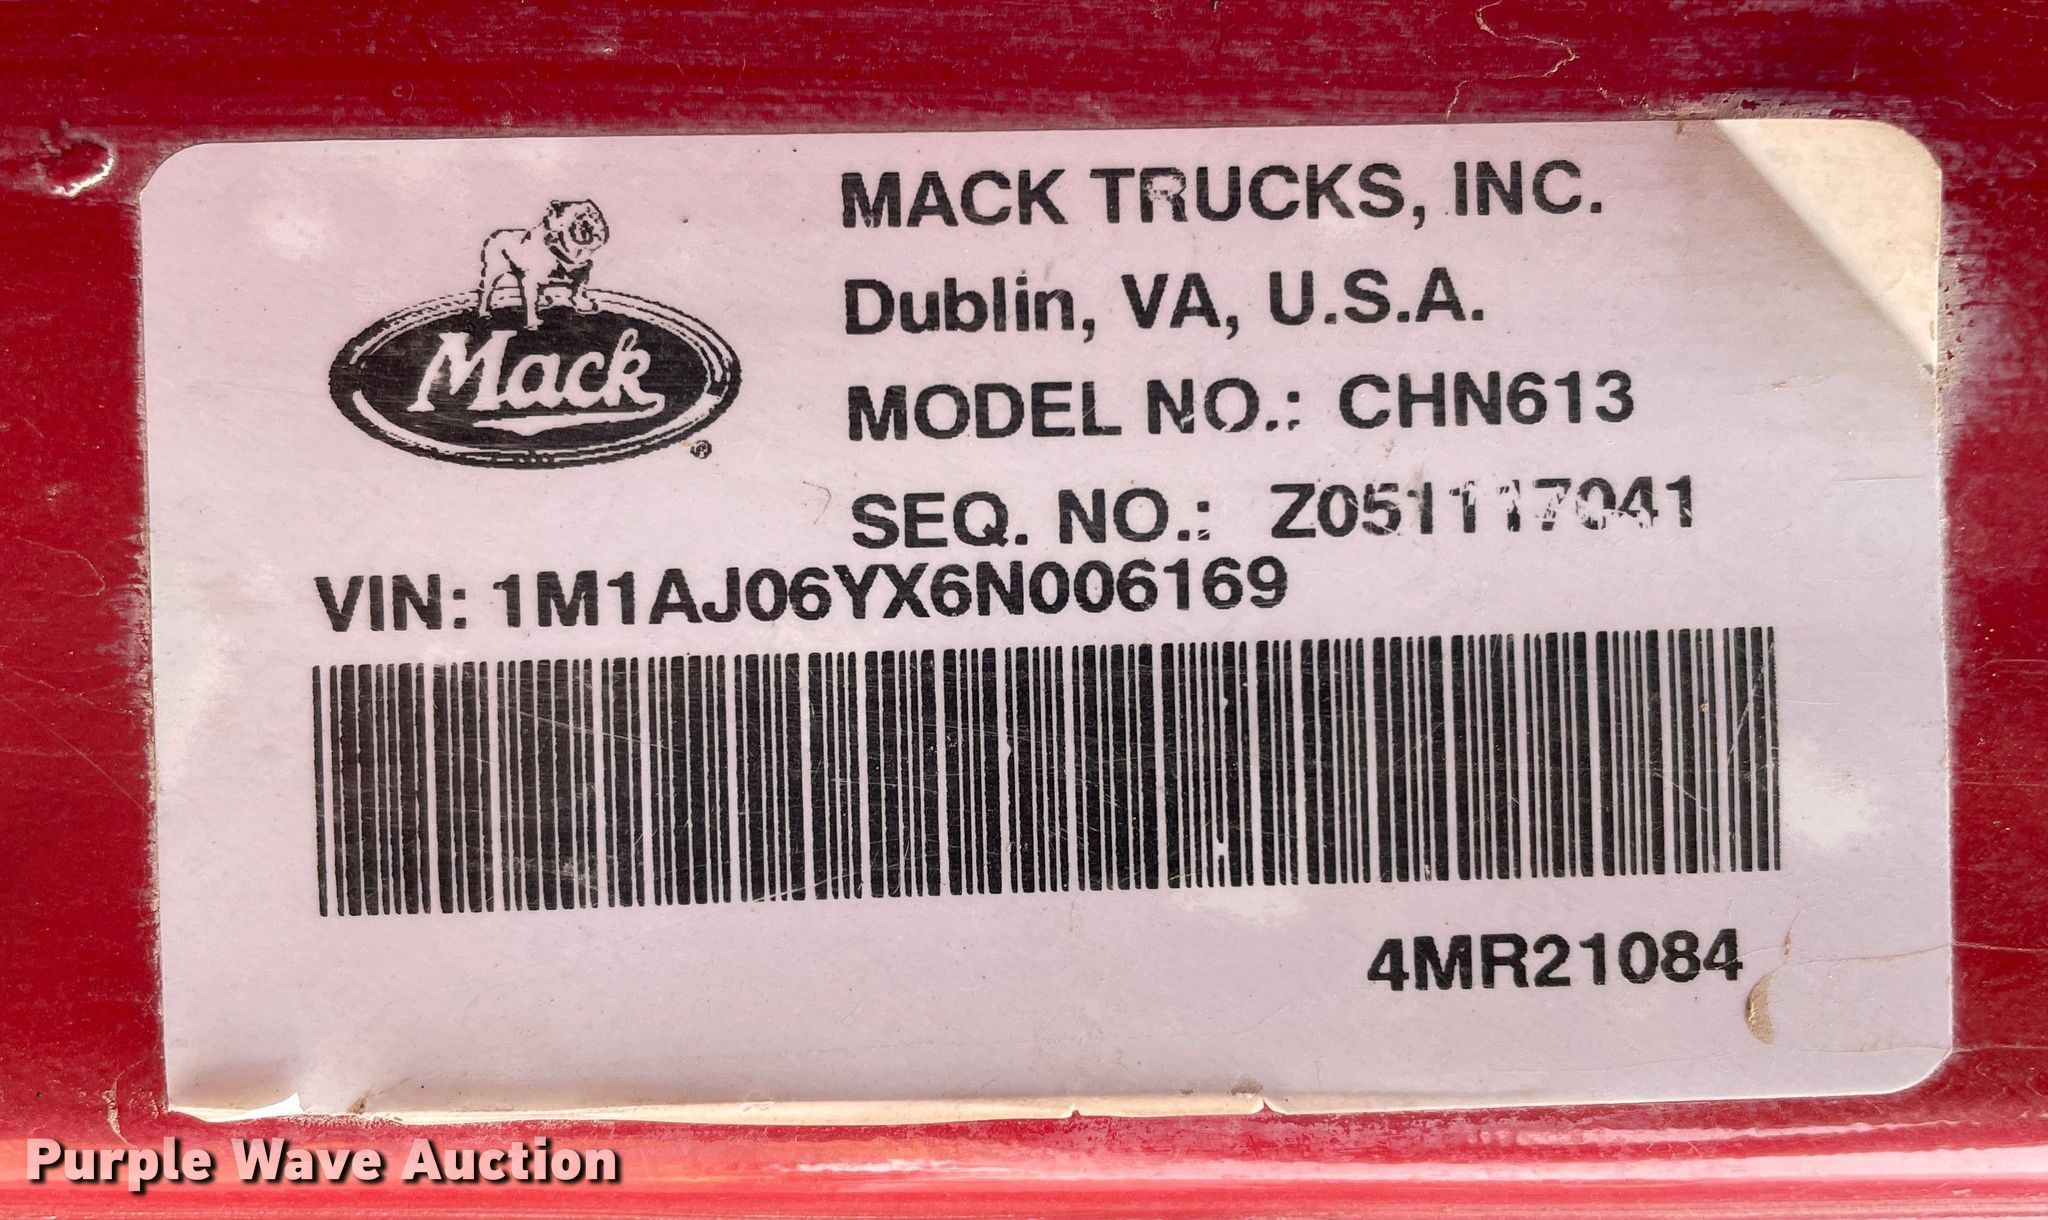 Mack
®
MACK TRUCKS, INC.
Dublin, VA, U.S.A.
MODEL NO.: CHN613
SEQ. NO.: Z051117041
VIN: 1M1AJ06YX6N006169
4MR21084
Purple Wave Auction